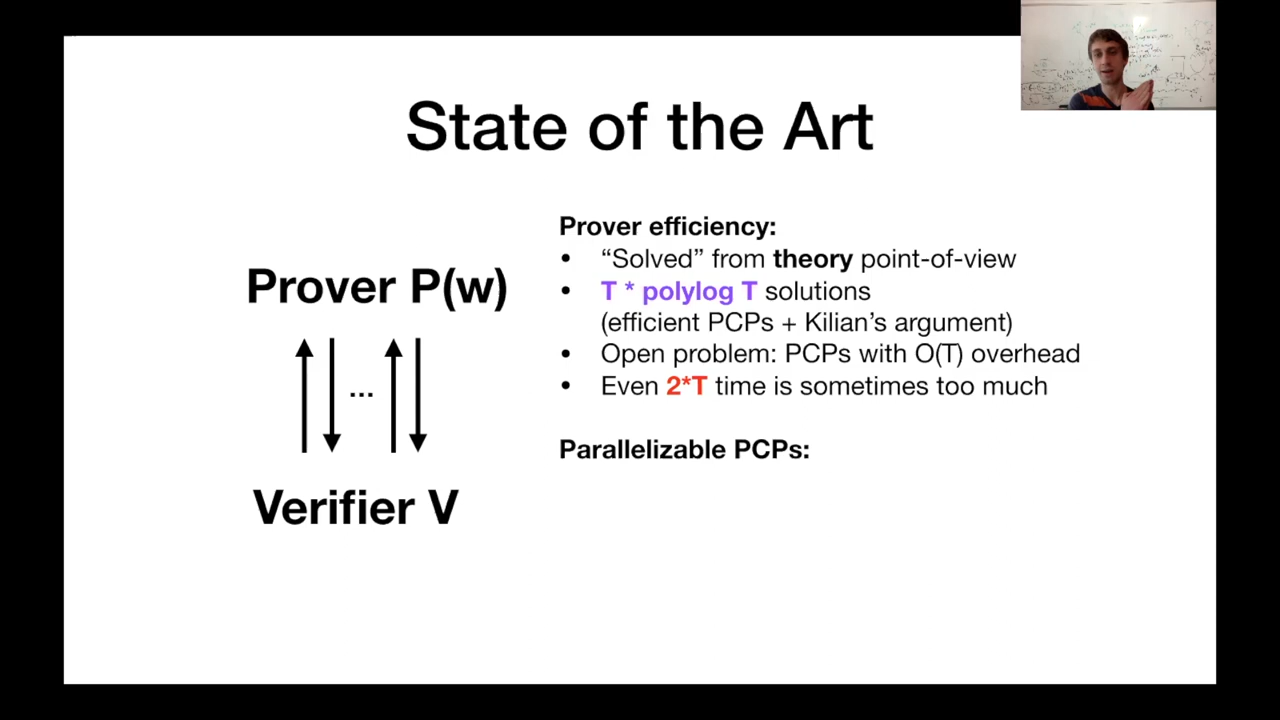 State of the Art
Prover P(w)
...
Verifier V
Prover efficiency:
• “Solved” from theory point-of-view
• T * polylog T solutions
(efficient PCPs + Kilian’s argument)
• Open problem: PCPs with O(T) overhead
• Even 2*T time is sometimes too much
Parallelizable PCPs: